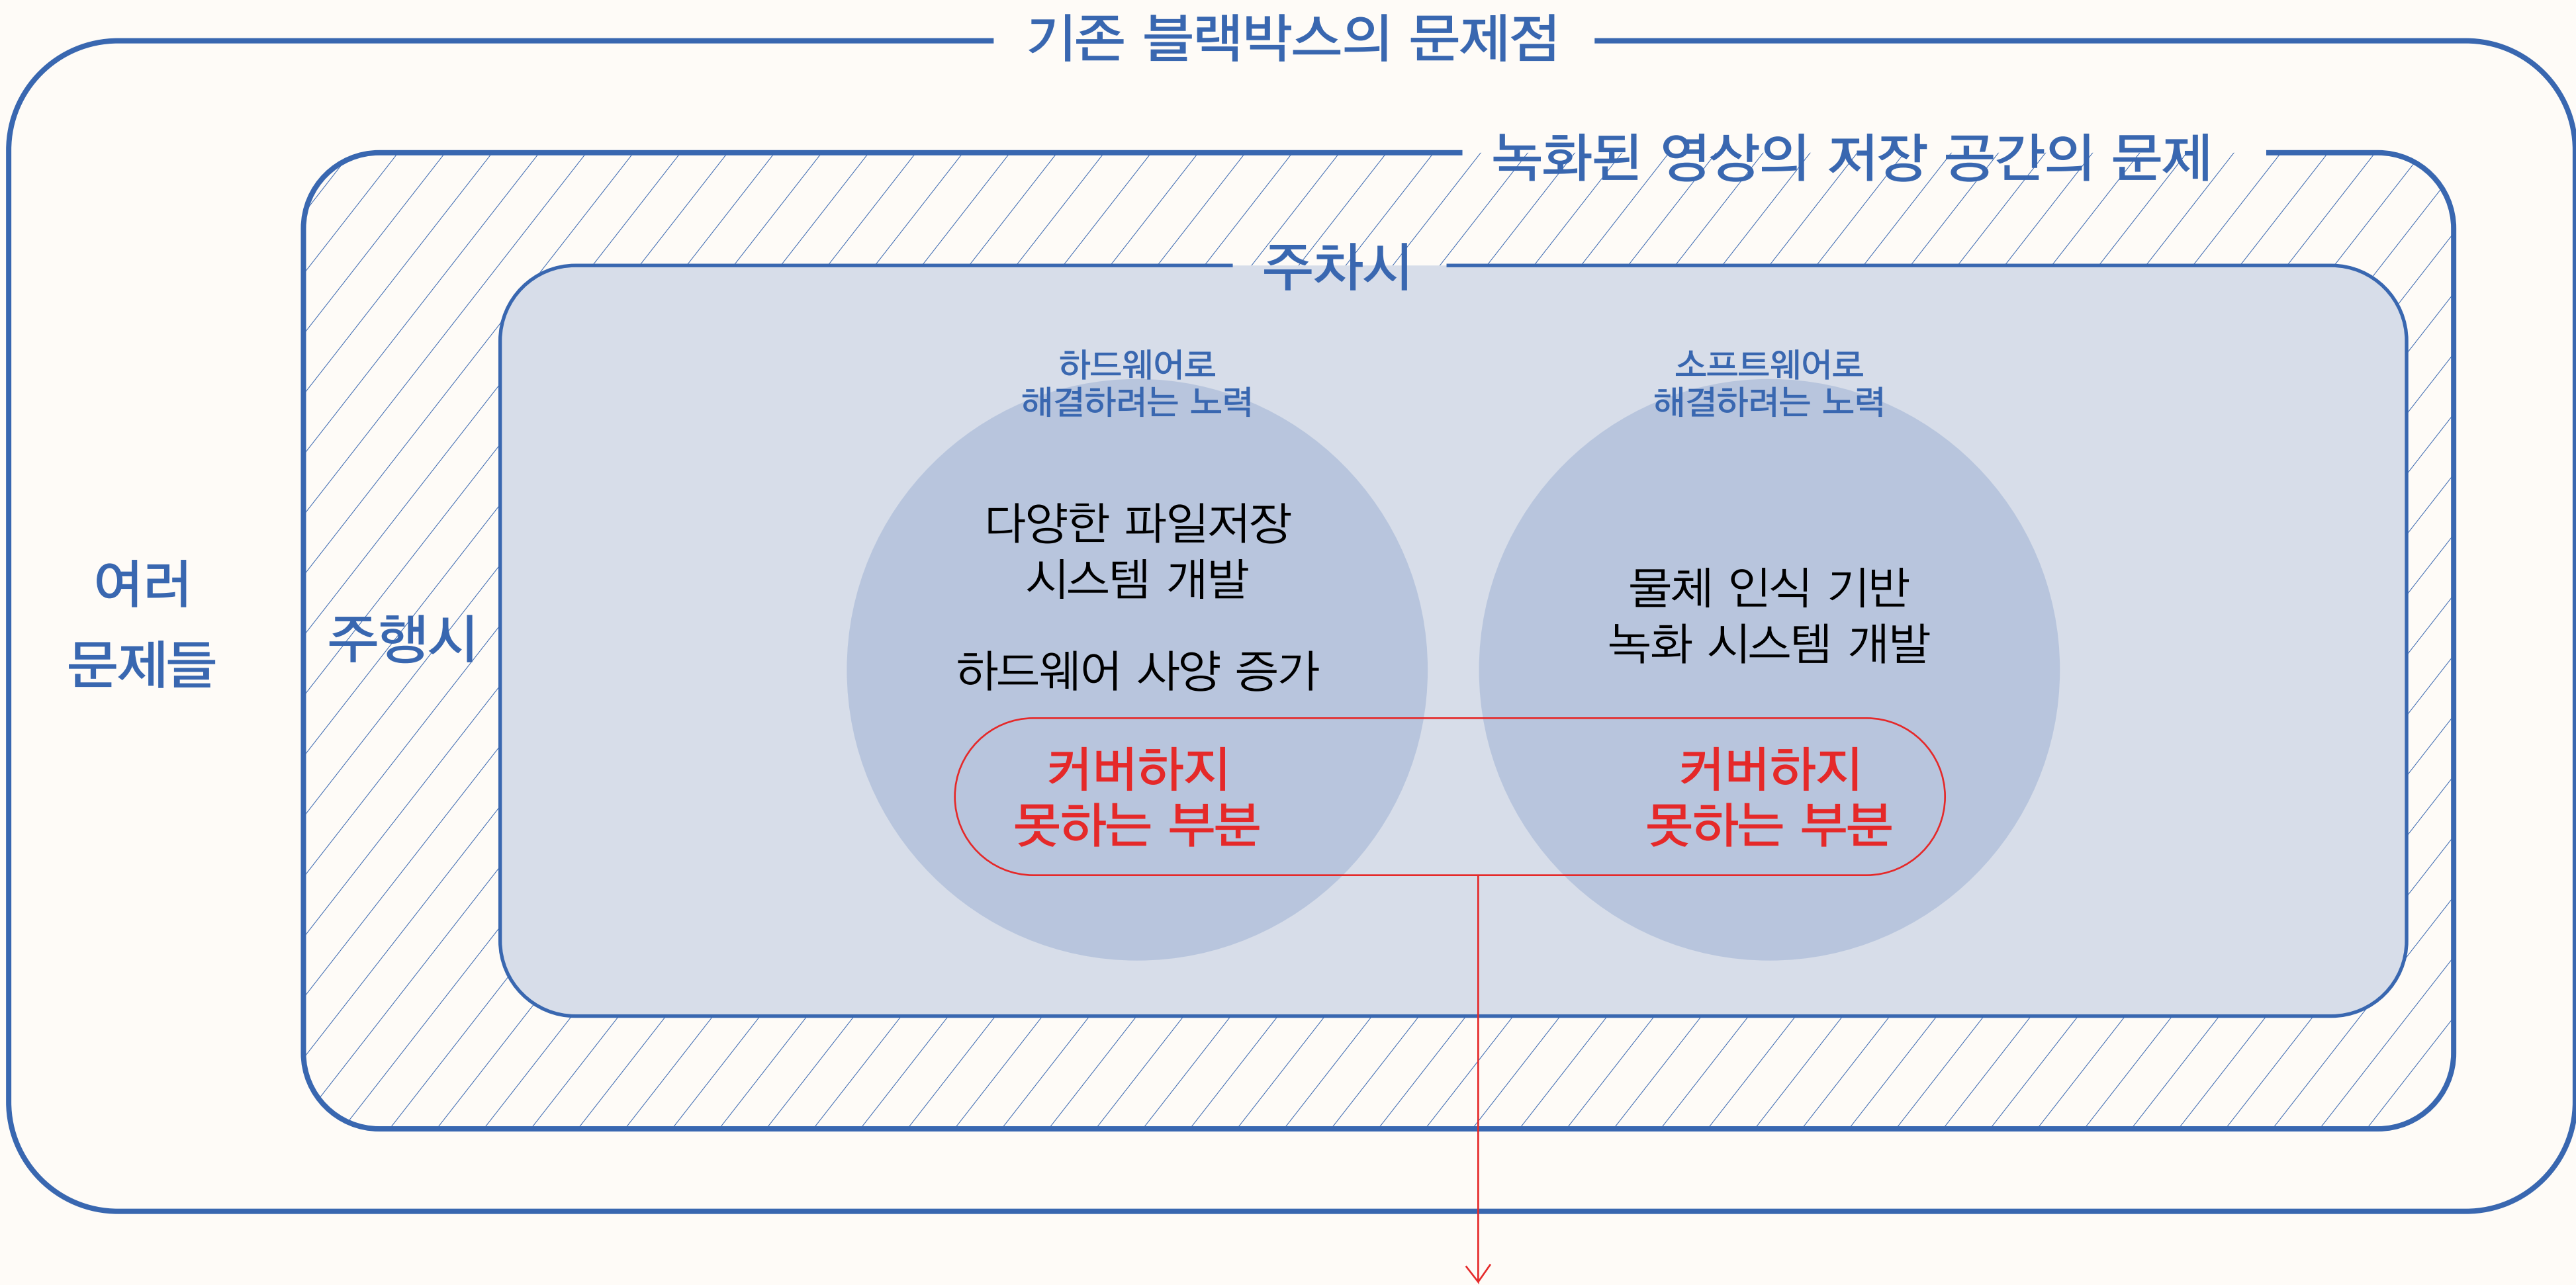 기존 블랙박스의 문제점
녹화된 영상의 저장 공간의 문제
주차시
여러
문제들
주행시
하드웨어로
해결하려는 노력
다양한 파일저장
시스템 개발
하드웨어 사양 증가
커버하지
못하는 부분
소프트웨어로
해결하려는 노력
물체 인식 기반
녹화 시스템 개발
커버하지
못하는 부분